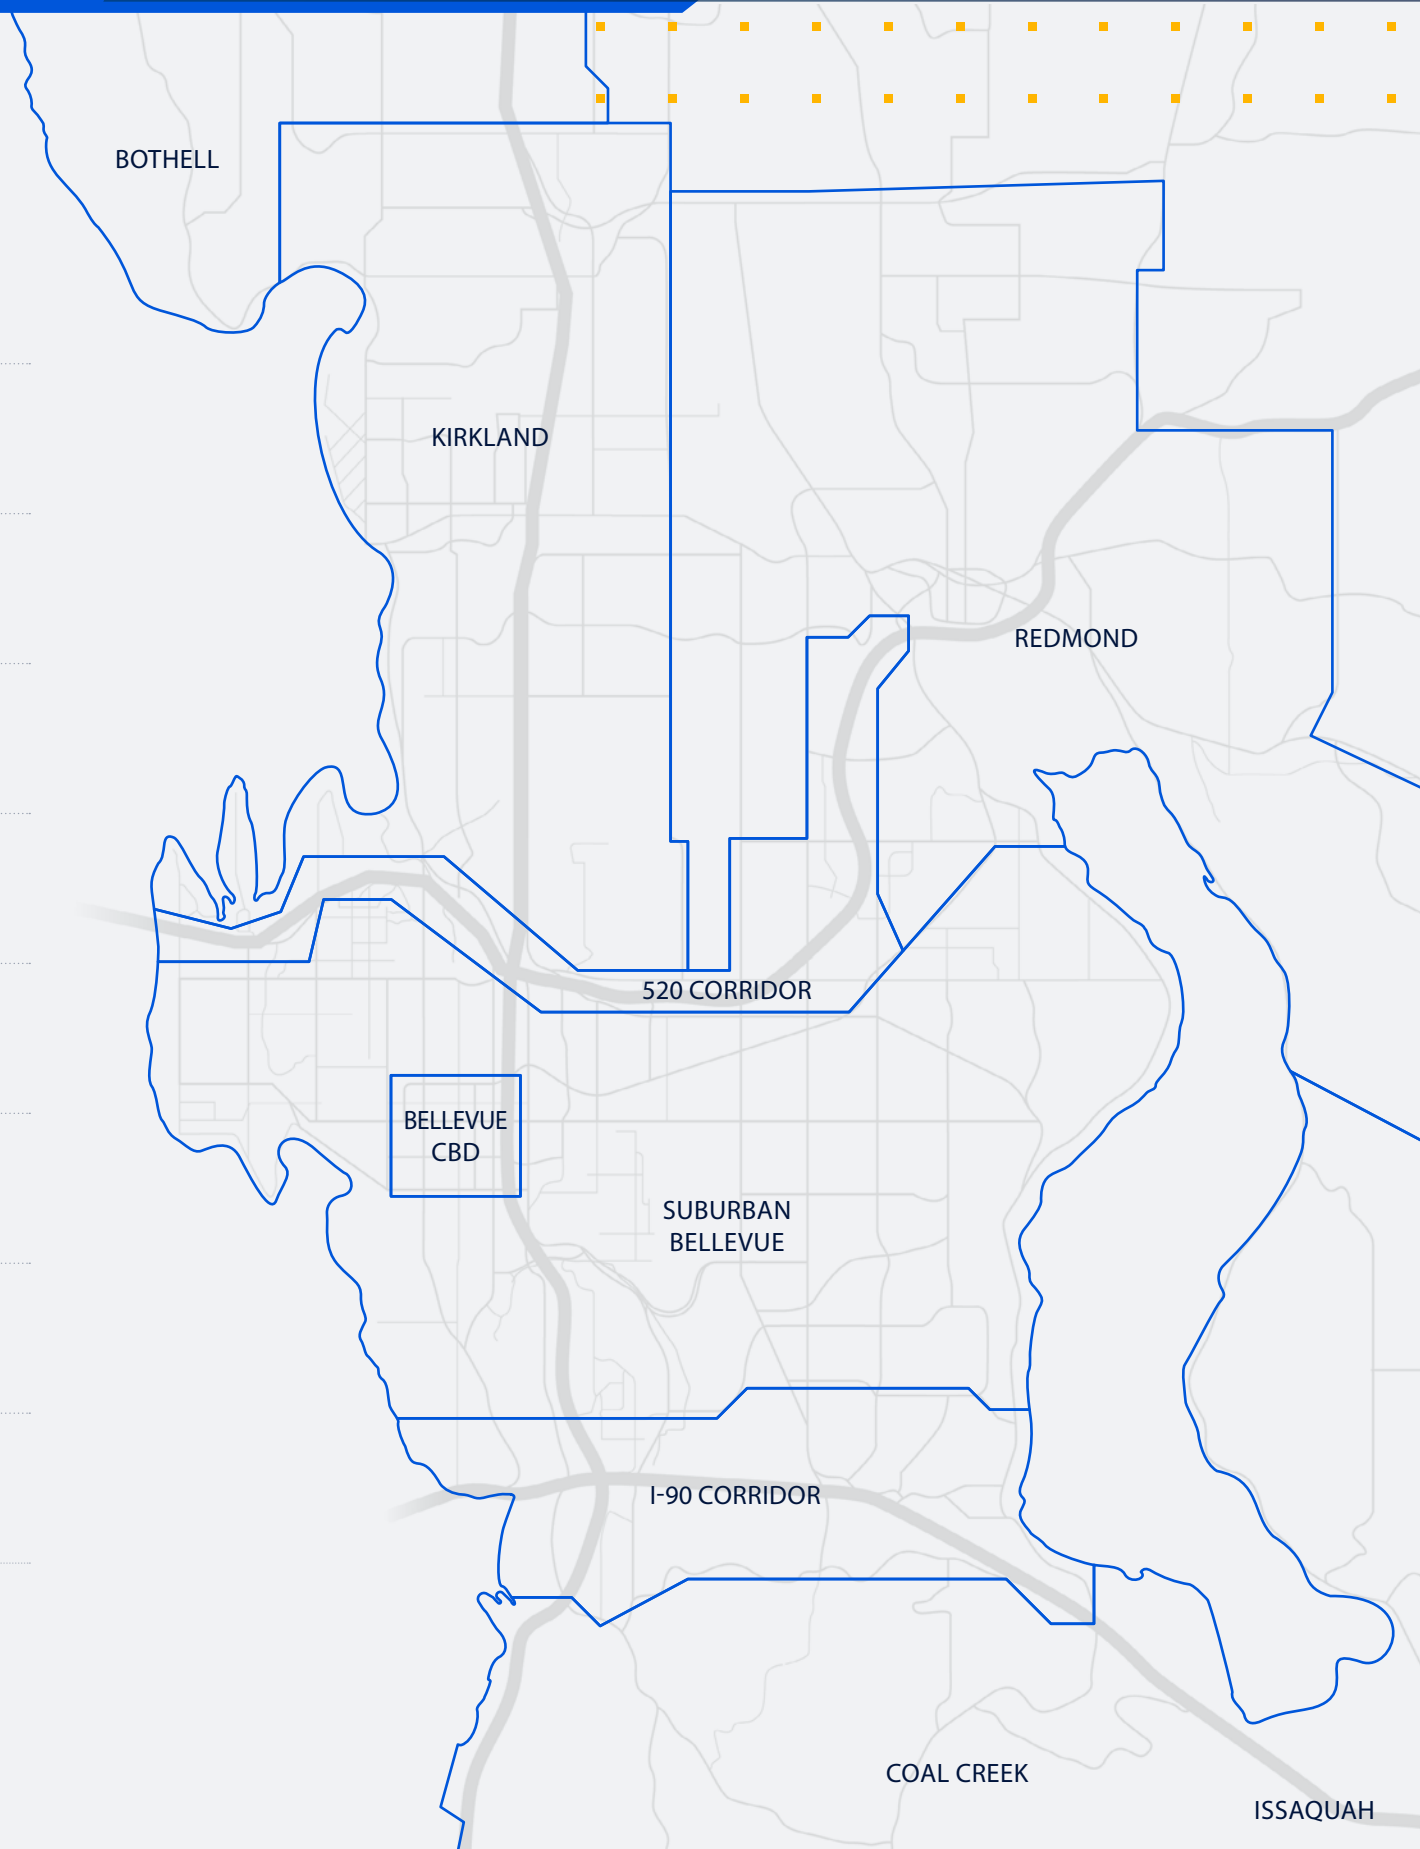 BOTHELL
KIRKLAND
REDMOND
520 CORRIDOR
BELLEVUE
CBD
SUBURBAN
BELLEVUE
I-90 CORRIDOR
COAL CREEK
ISSAQUAH